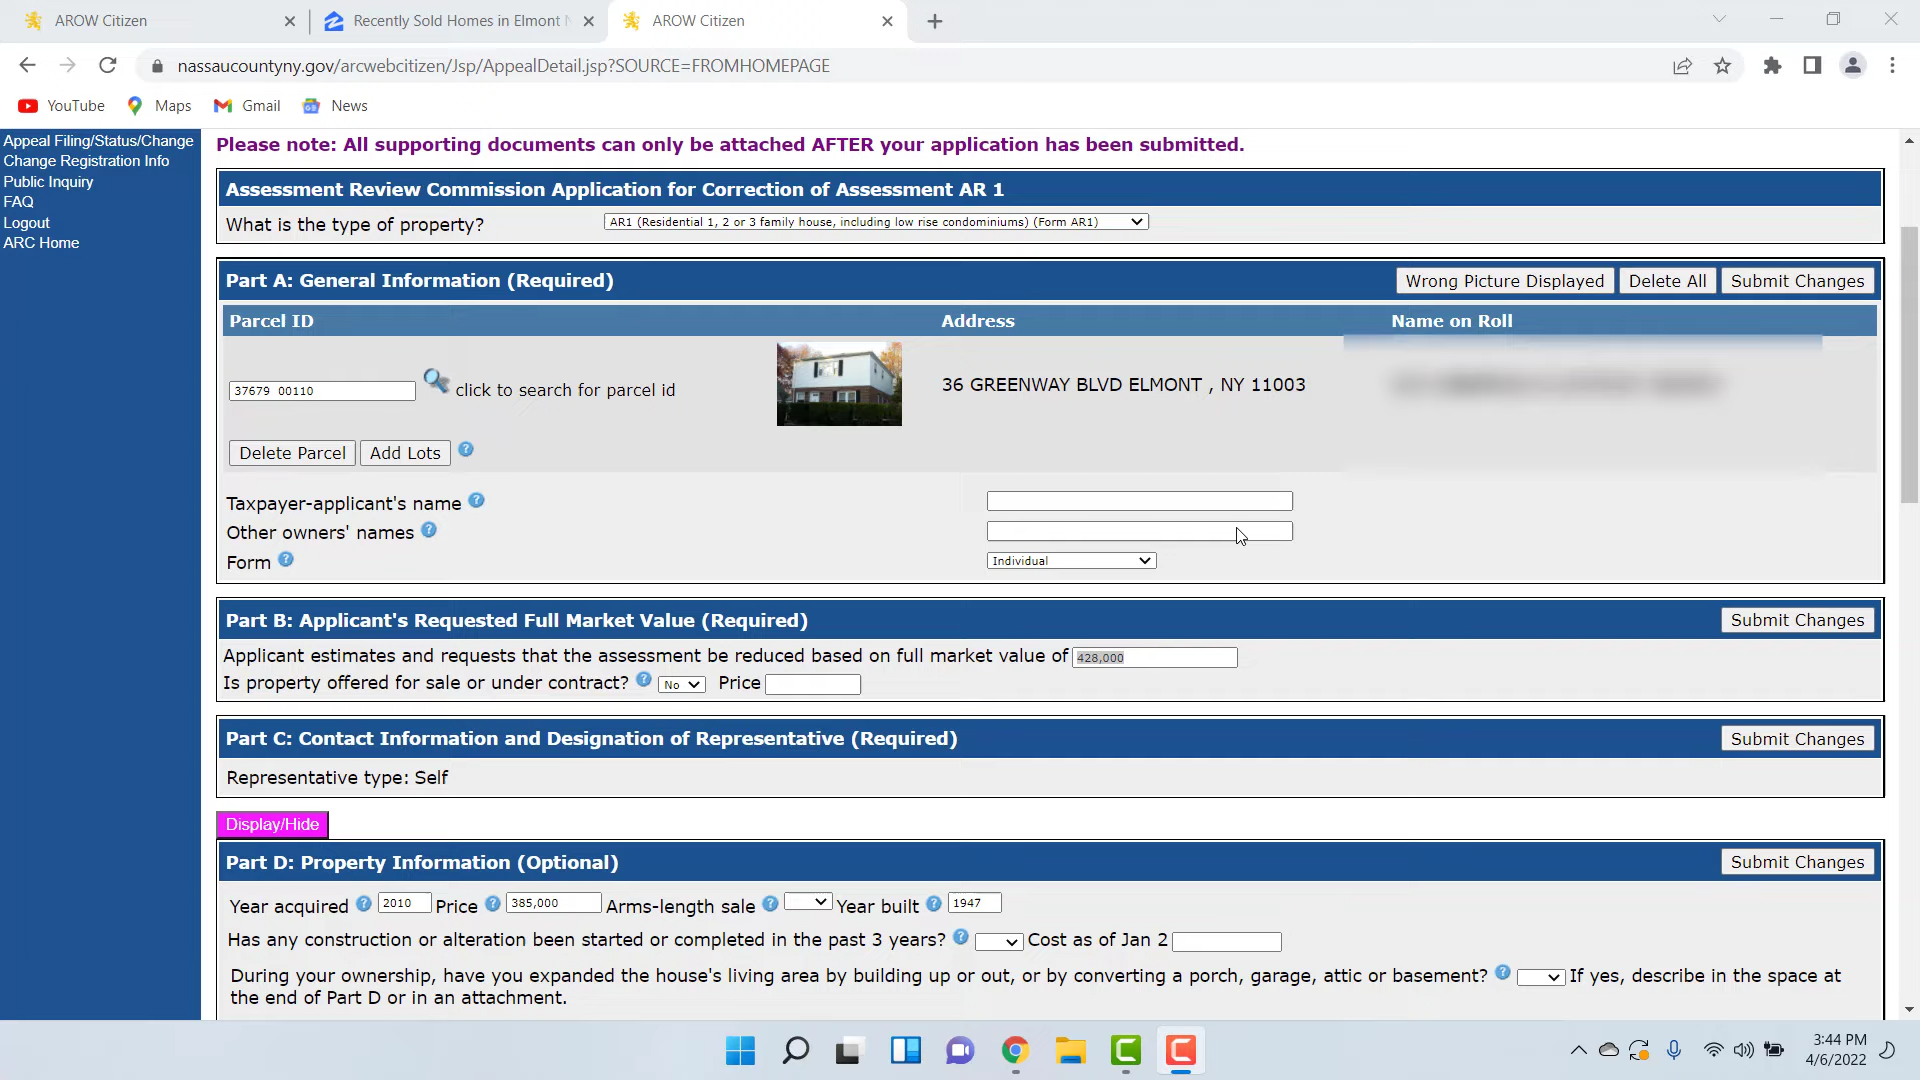 AROW Citizen
Recently Sold Homes in Elmont N
AROW Citizen
nassaucountyny.gov/arcwebcitizen/Jsp/AppealDetail.jsp?SOURCE=FROMHOMEPAGE
YouTube Maps Gmail News
Appeal Filing/Status/Change
Change Registration Info
Public Inquiry
FAQ
Logout
ARC Home
Please note: All supporting documents can only be attached AFTER your application has been submitted.
Assessment Review Commission Application for Correction of Assessment AR 1
What is the type of property? AR1 (Residential 1, 2 or 3 family house, including low rise condominiums) (Form AR1)
Part A: General Information (Required) Wrong Picture Displayed Delete All Submit Changes
Parcel ID Address Name on Roll
37679 00110 click to search for parcel id 36 GREENWAY BLVD ELMONT , NY 11003
Delete Parcel Add Lots ?
Taxpayer-applicant's name ?
Other owners' names ?
Form ? Individual
Part B: Applicant's Requested Full Market Value (Required) Submit Changes
Applicant estimates and requests that the assessment be reduced based on full market value of 428,000
Is property offered for sale or under contract? ? No Price
Part C: Contact Information and Designation of Representative (Required) Submit Changes
Representative type: Self
Display/Hide
Part D: Property Information (Optional) Submit Changes
Year acquired ? 2010 Price ? 385,000 Arms-length sale ? Year built ? 1947
Has any construction or alteration been started or completed in the past 3 years? ? Cost as of Jan 2
During your ownership, have you expanded the house's living area by building up or out, or by converting a porch, garage, attic or basement? ? If yes, describe in the space at
the end of Part D or in an attachment.
3:44 PM
4/6/2022